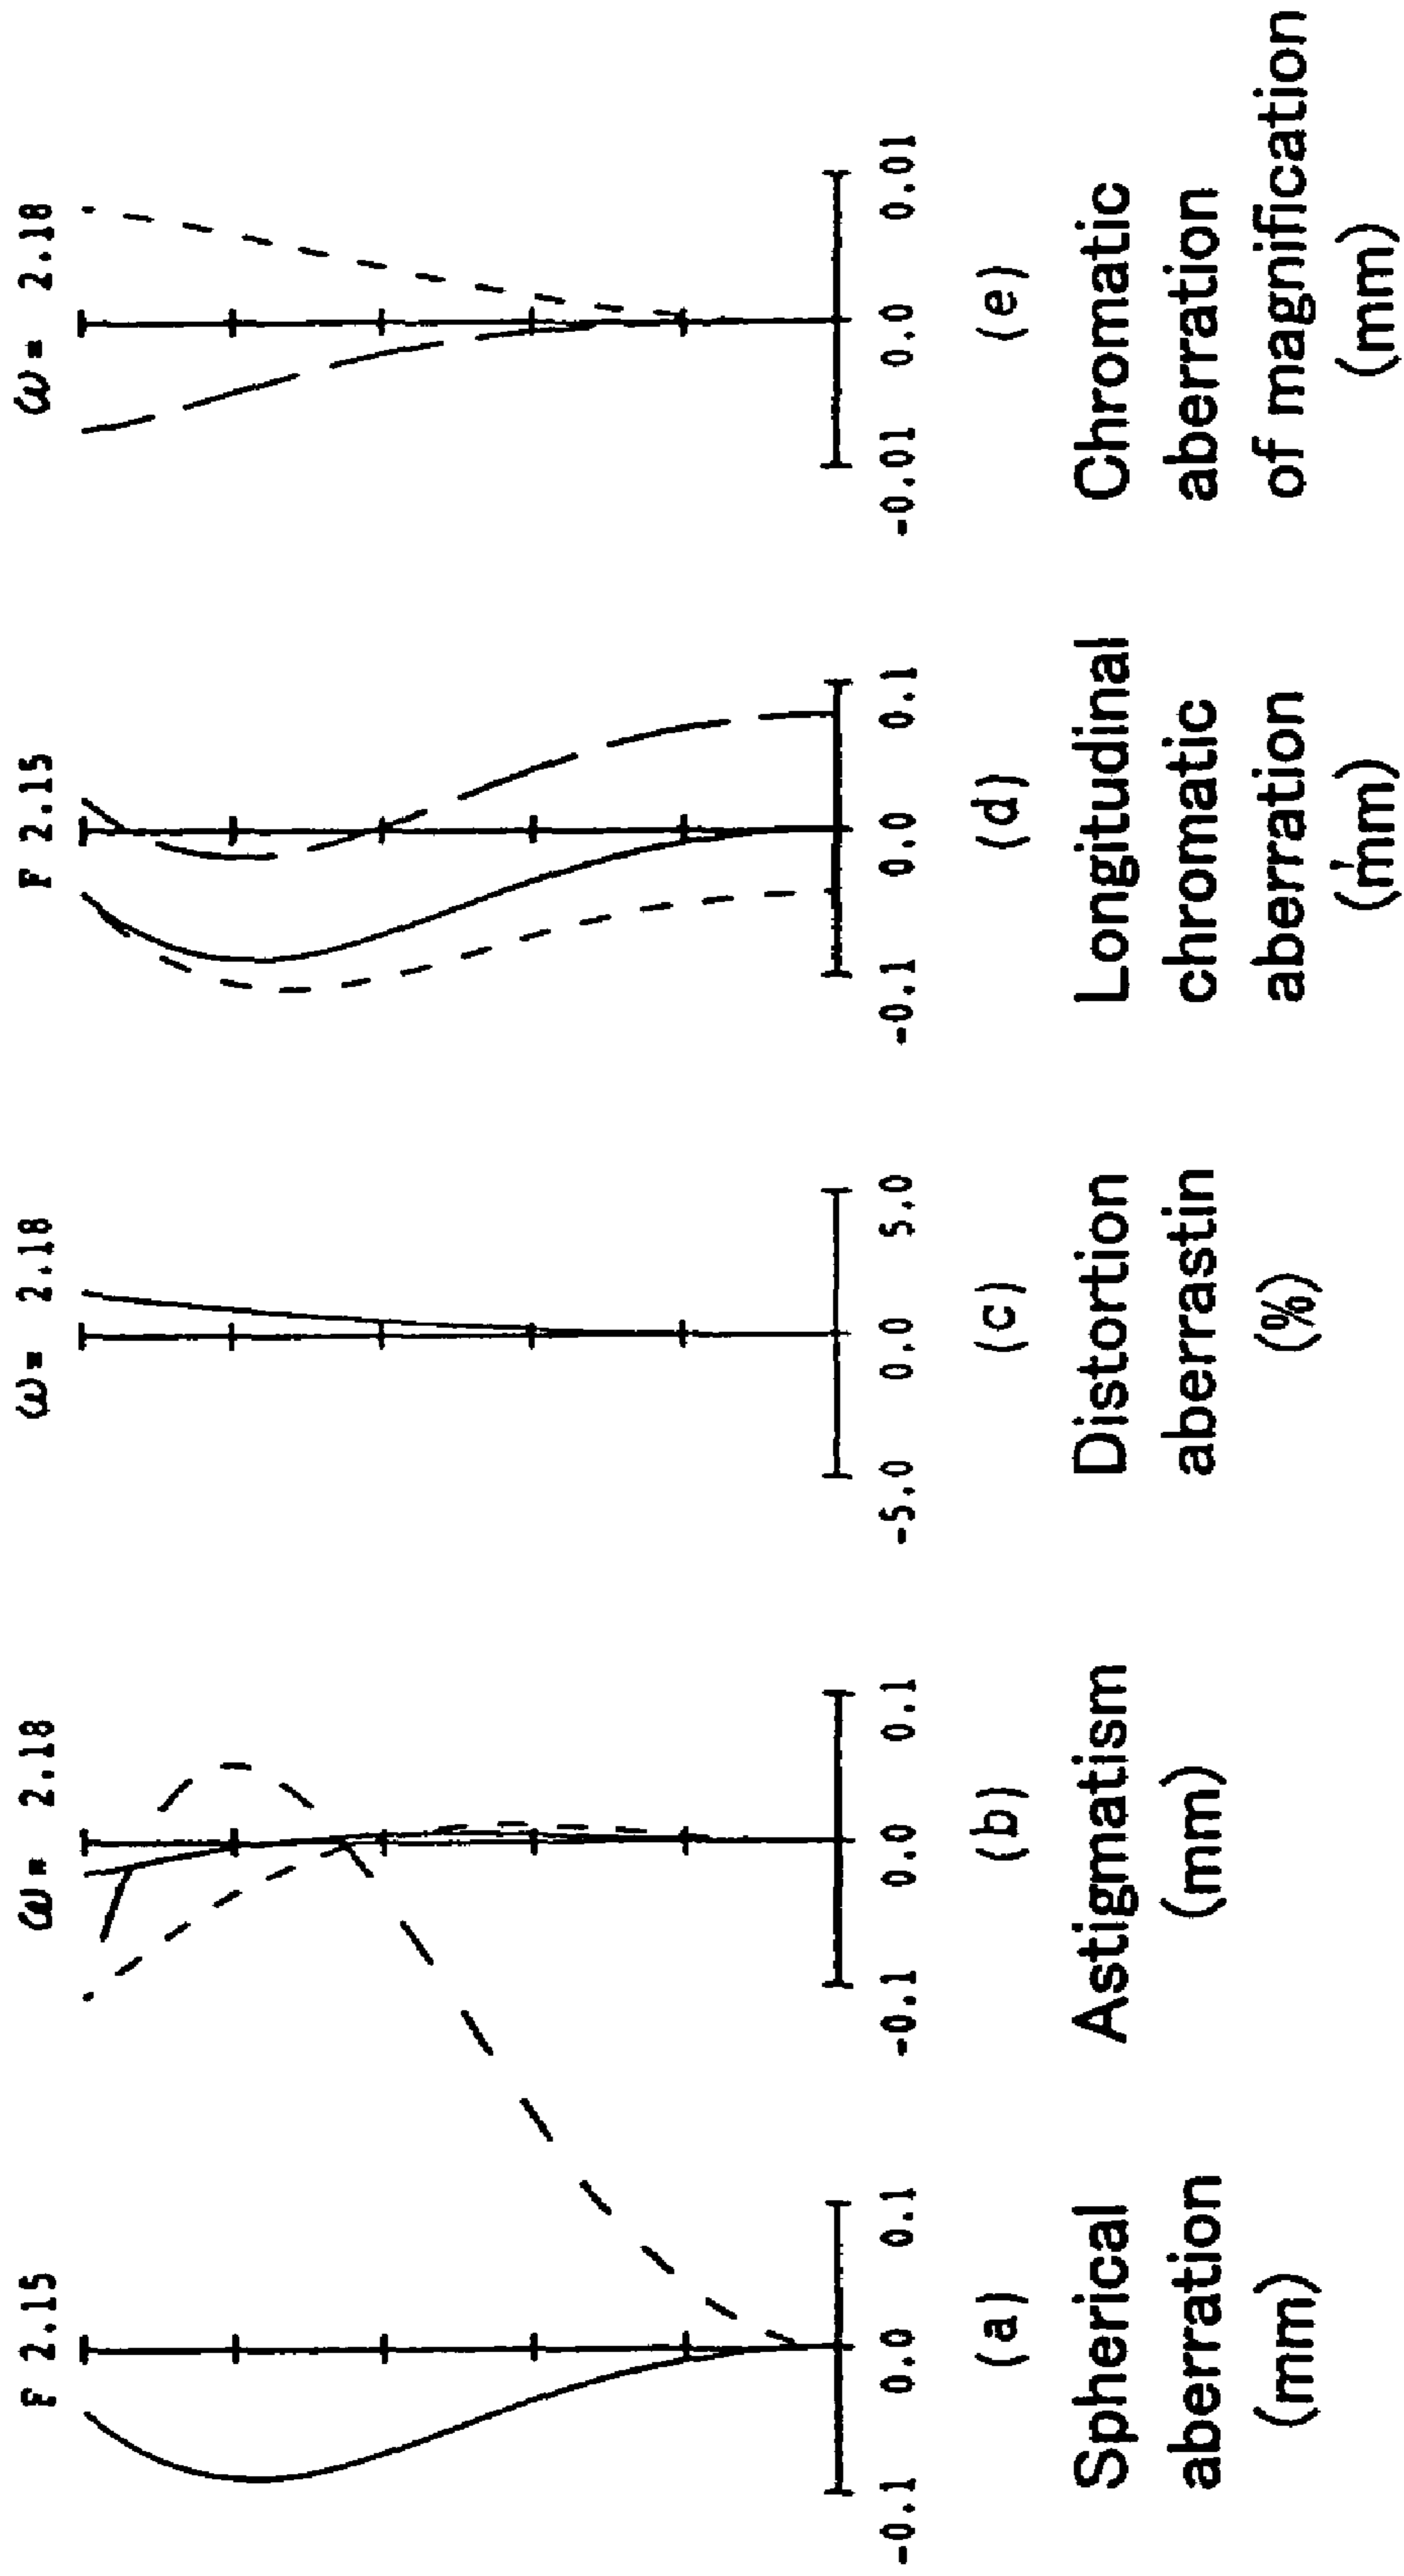 F 2.15
-0.1 0.0 0.1
(a)
Spherical
aberration
(mm)
ω= 2.18
-0.1 0.0 0.1
(b)
Astigmatism
(mm)
ω= 2.18
-5.0 0.0 5.0
(c)
Distortion
aberrastin
(%)
F 2.15
-0.1 0.0 0.1
(d)
Longitudinal
chromatic
aberration
(mm)
ω= 2.18
-0.01 0.0 0.01
(e)
Chromatic
aberration
of magnification
(mm)